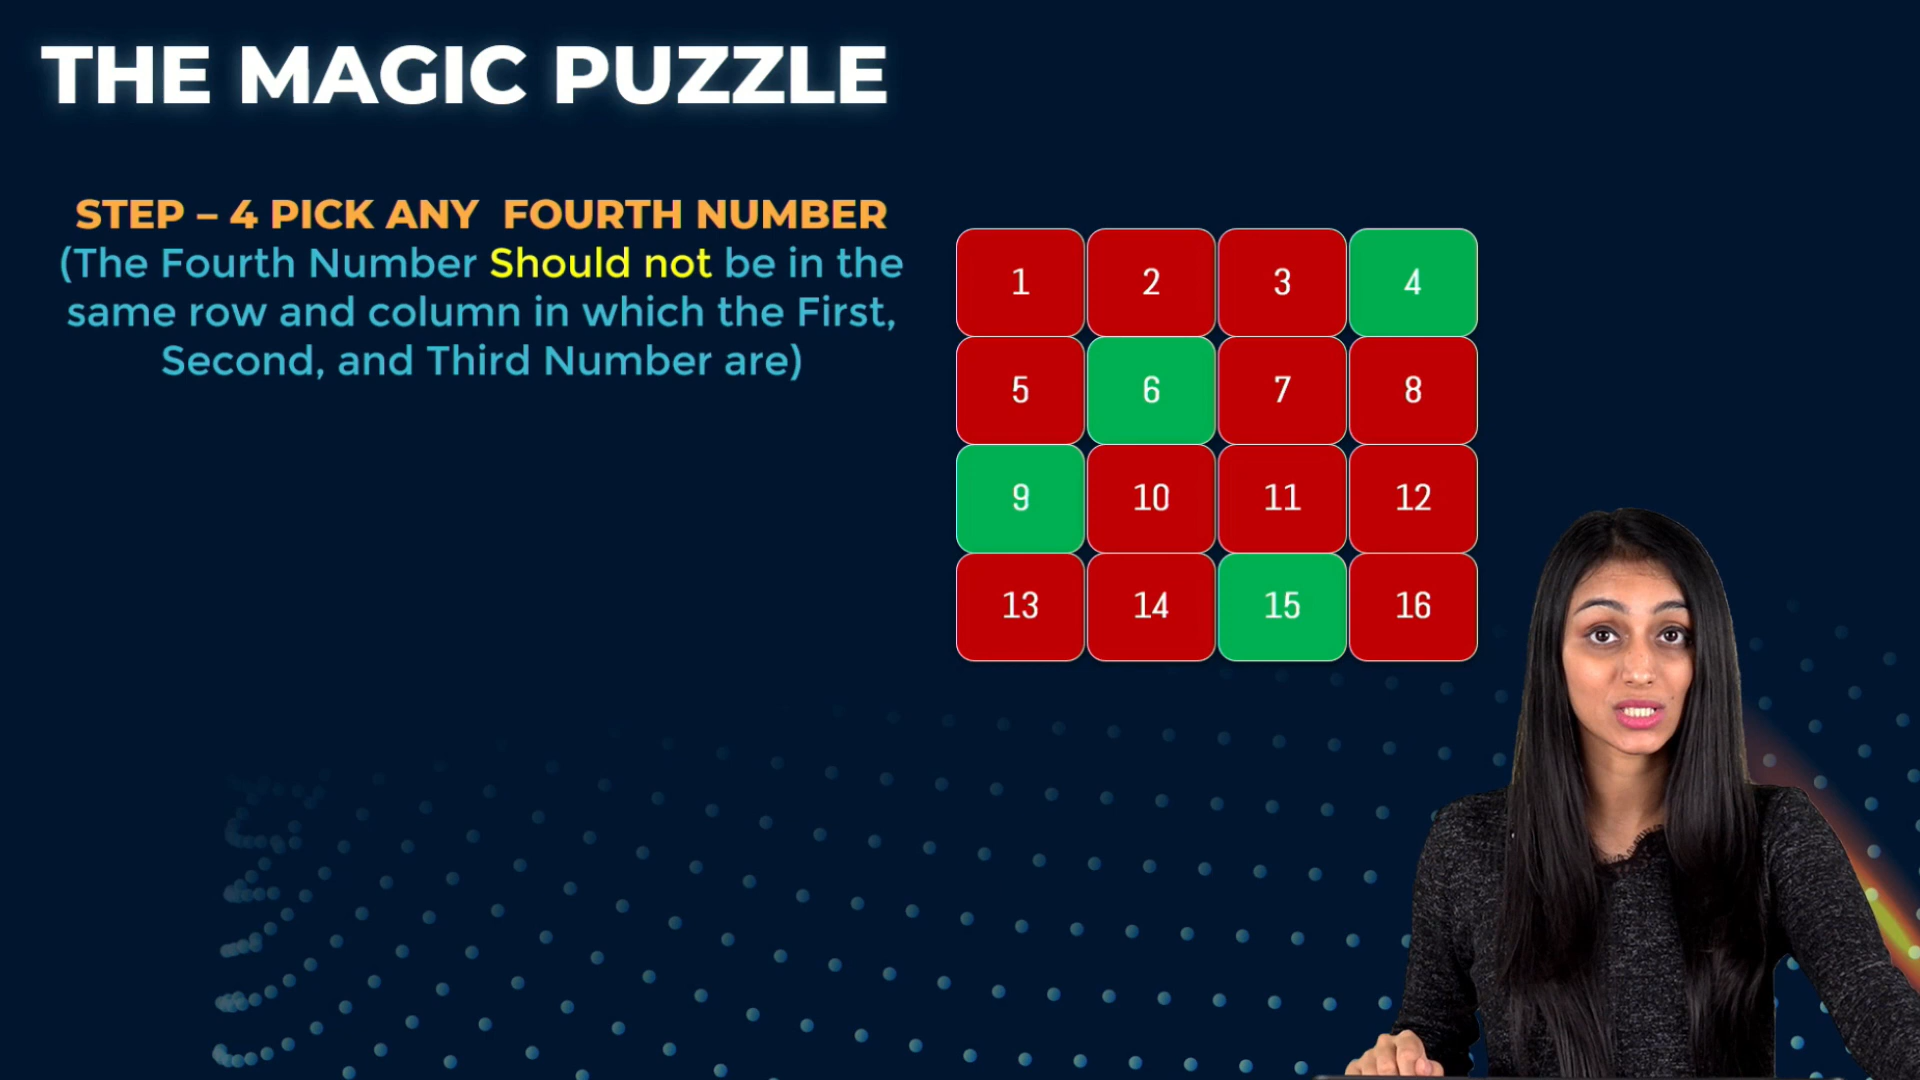 THE MAGIC PUZZLE
STEP – 4 PICK ANY FOURTH NUMBER
(The Fourth Number Should not be in the
same row and column in which the First,
Second, and Third Number are)
1 2 3 4
5 6 7 8
9 10 11 12
13 14 15 16